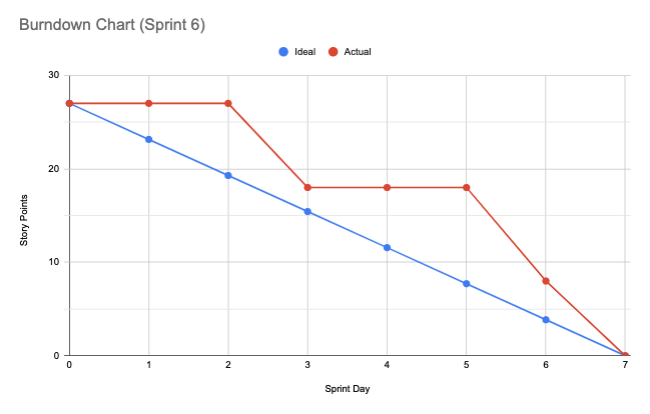 Burndown Chart (Sprint 6)
Ideal Actual
30
20
10
0
Story Points
0 1 2 3 4 5 6 7
Sprint Day